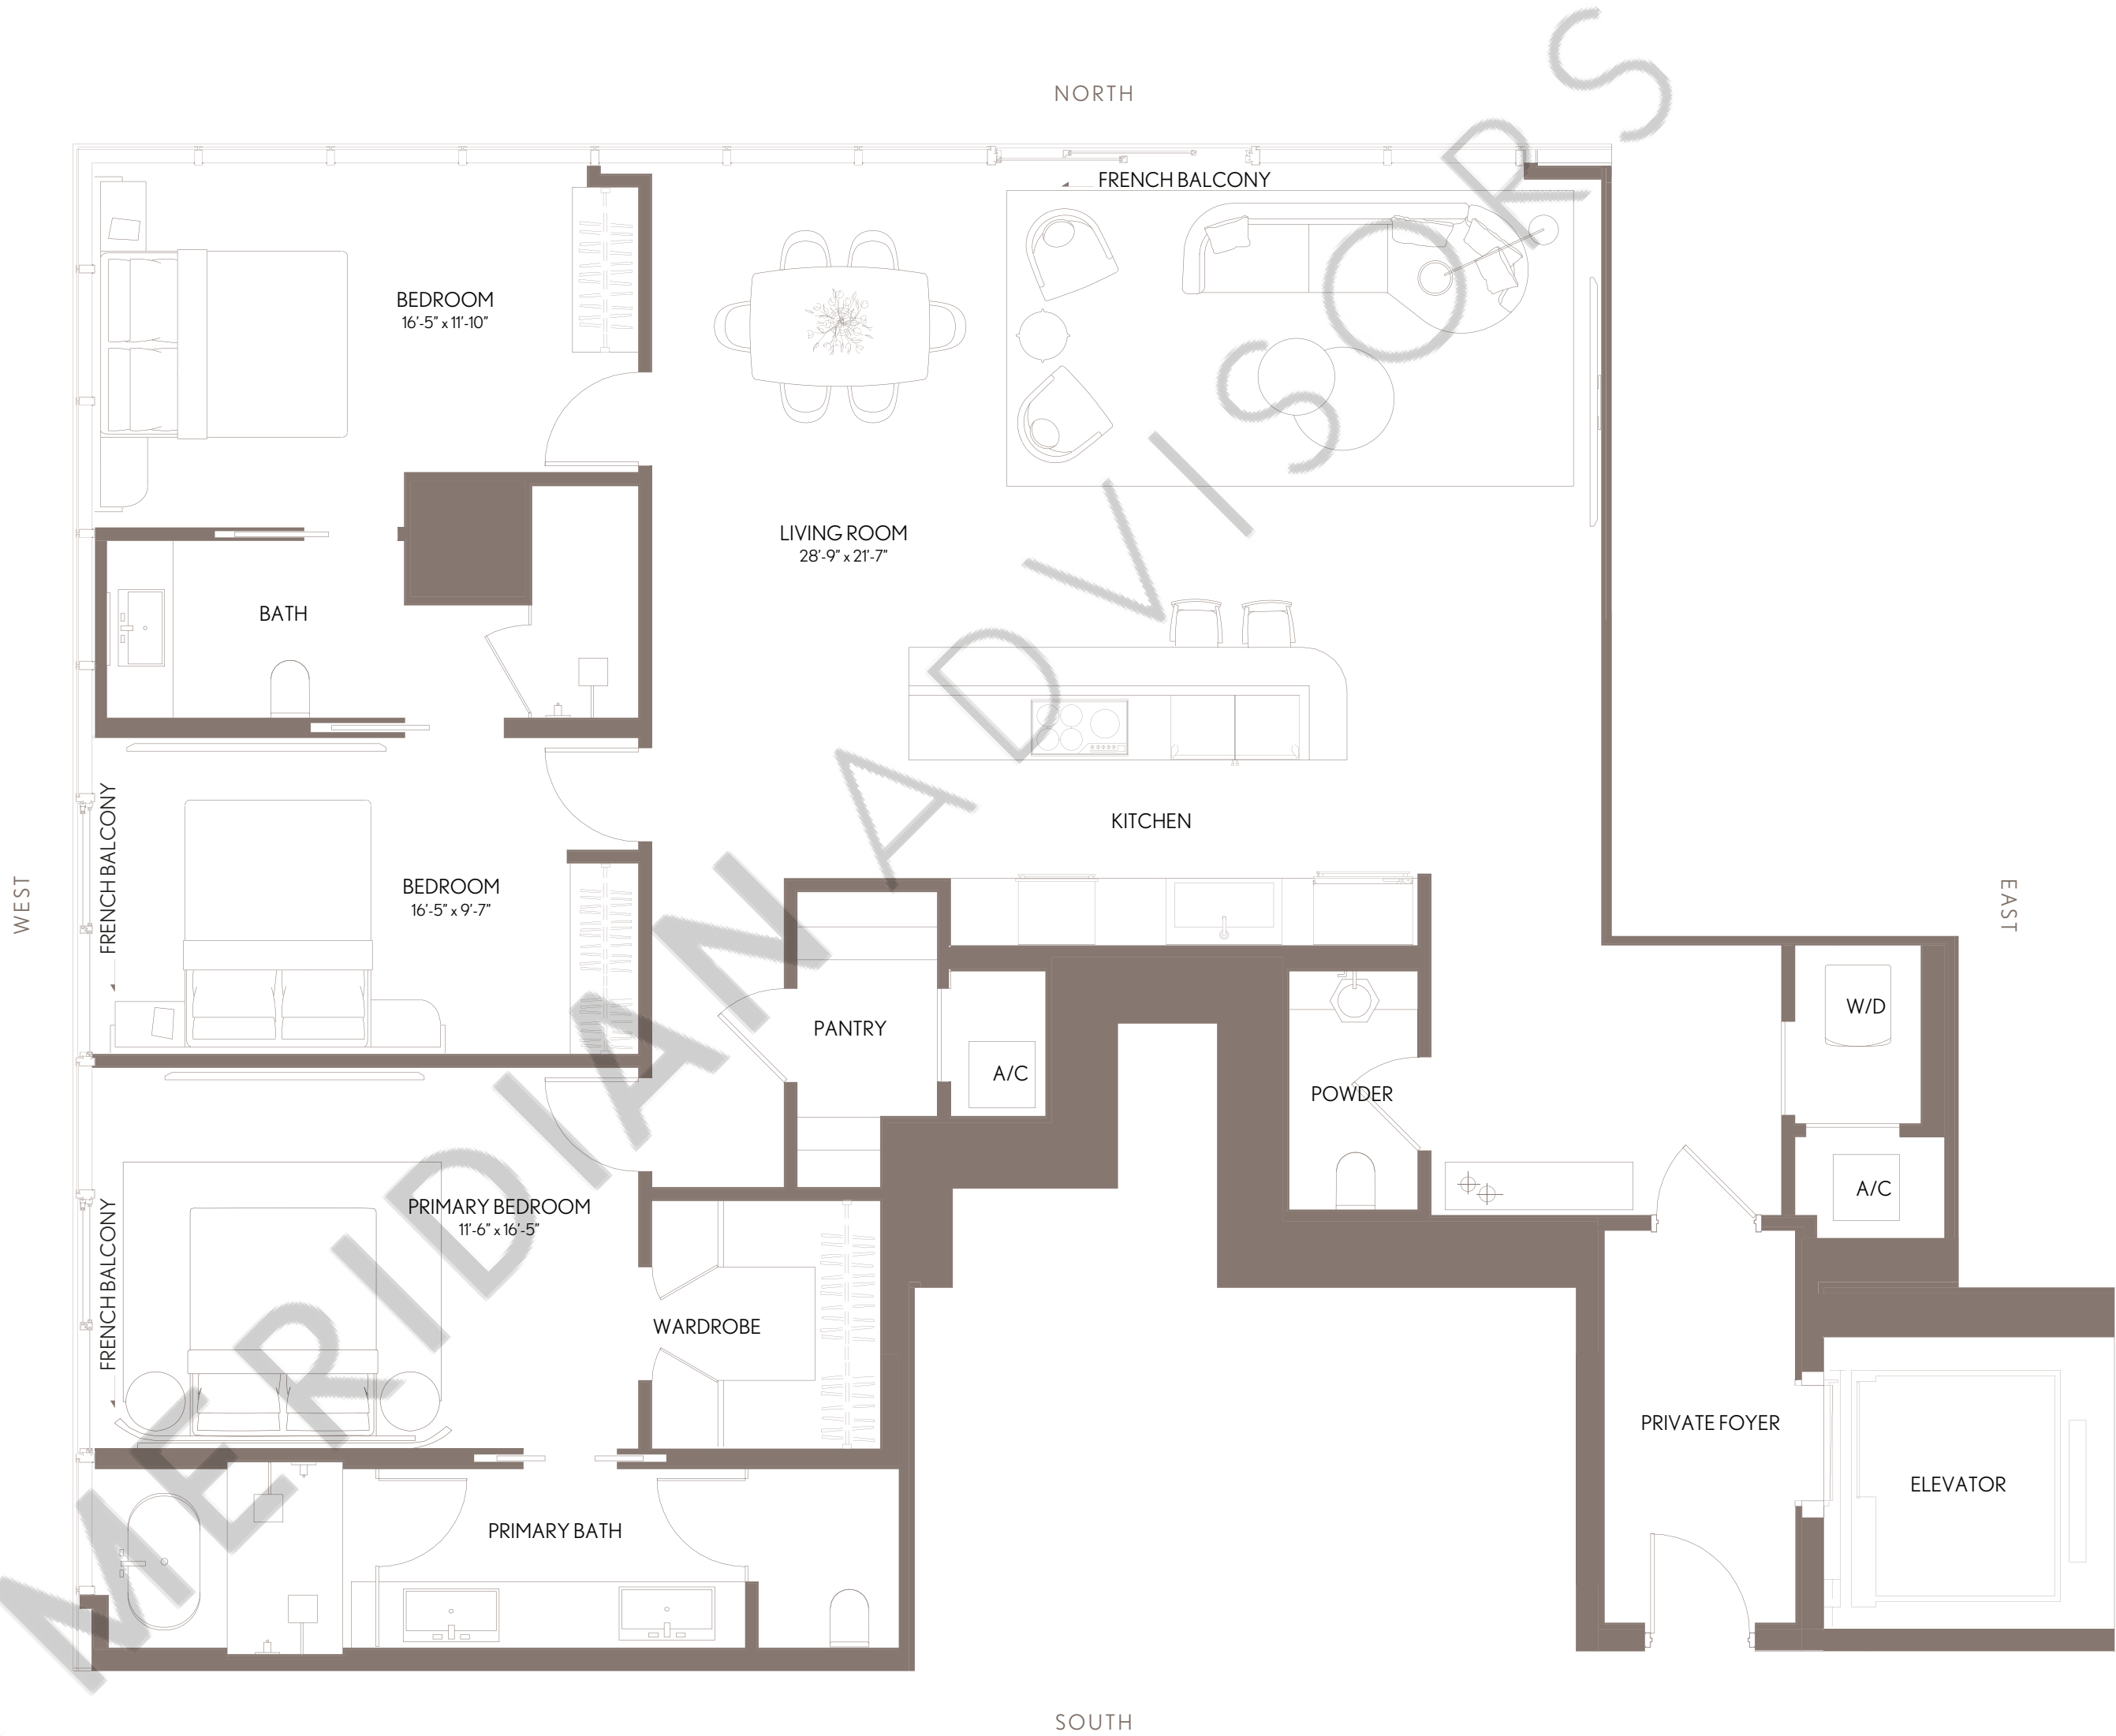 NORTH
FRENCH BALCONY
BEDROOM
16'-5" x 11'-10"
LIVING ROOM
28'-9" x 21'-7"
BATH
KITCHEN
FRENCH BALCONY
BEDROOM
16'-5" x 9'-7"
WEST
EAST
PANTRY
A/C
W/D
POWDER
A/C
PRIMARY BEDROOM
11'-6" x 16'-5"
FRENCH BALCONY
WARDROBE
PRIVATE FOYER
ELEVATOR
PRIMARY BATH
SOUTH
MERIDIAN ADVISORS